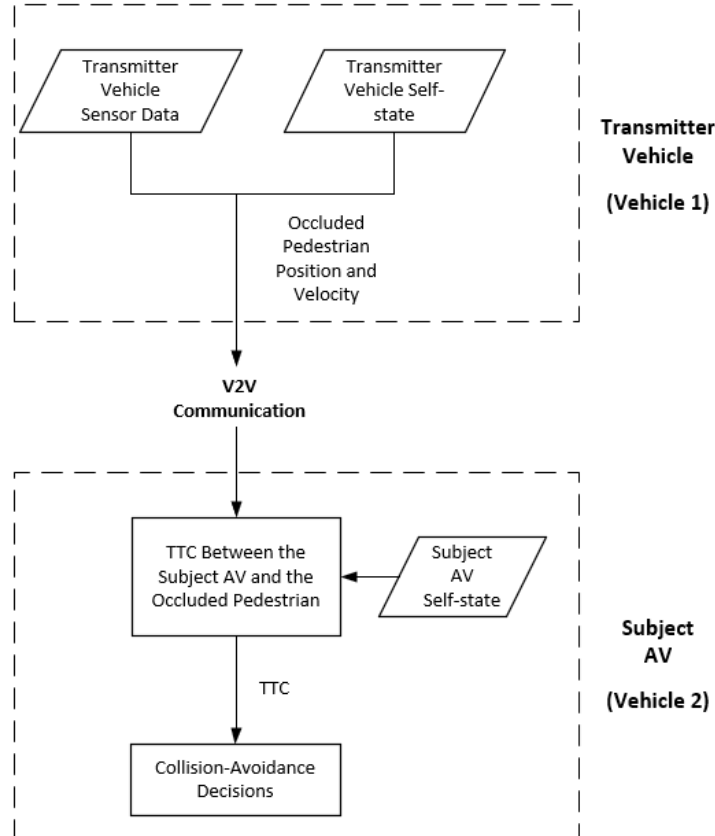 Transmitter
Vehicle
Sensor Data
Transmitter
Vehicle Self-
state
Transmitter
Vehicle
(Vehicle 1)
Occluded
Pedestrian
Position and
Velocity
V2V
Communication
TTC Between the
Subject AV and the
Occluded Pedestrian
Subject
AV
Self-state
Subject
AV
(Vehicle 2)
TTC
Collision-Avoidance
Decisions